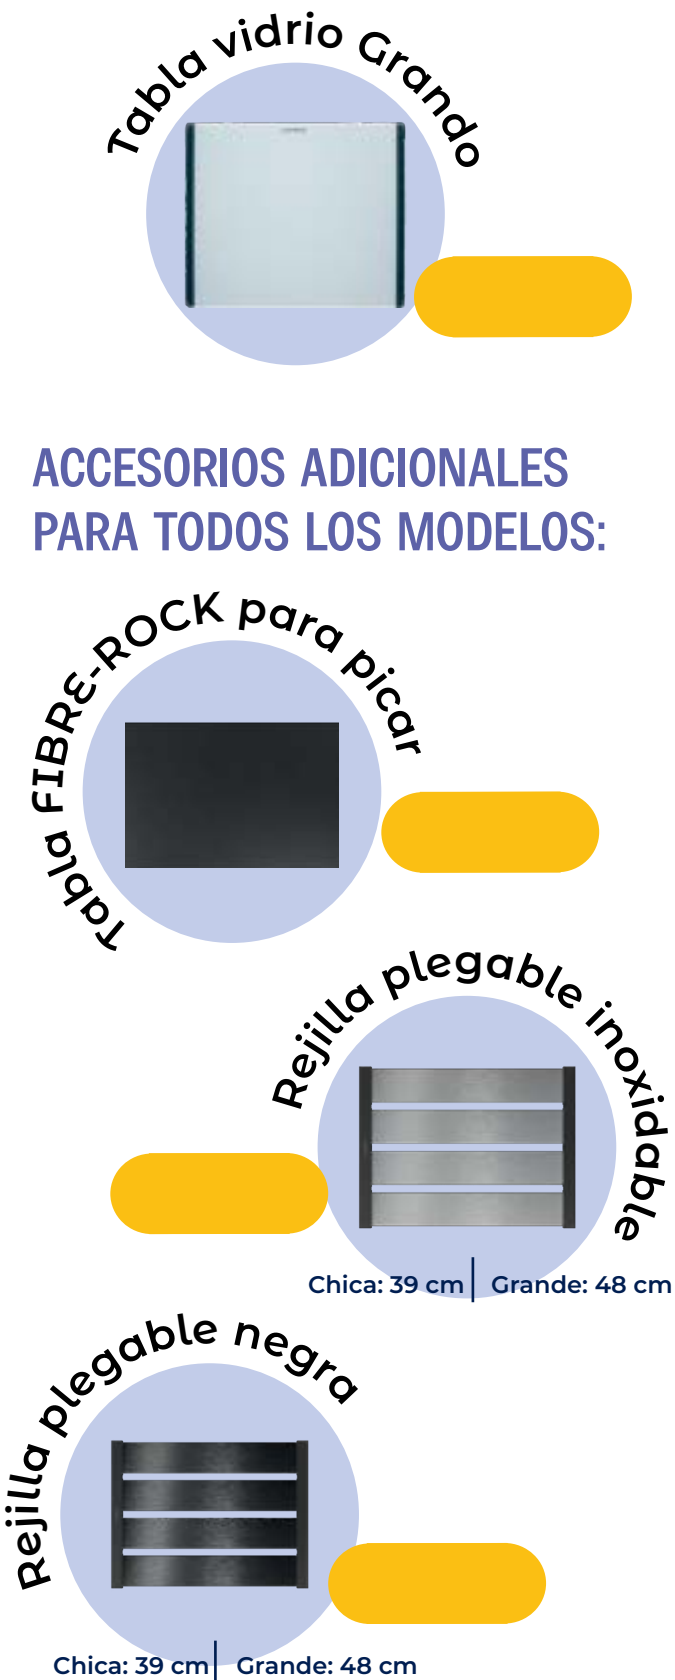 Tabla vidrio Grando
ACCESORIOS ADICIONALES
PARA TODOS LOS MODELOS:
Tabla FIBRE-ROCK para picar
Rejilla plegable inoxidable
Chica: 39 cm | Grande: 48 cm
Rejilla plegable negra
Chica: 39 cm | Grande: 48 cm